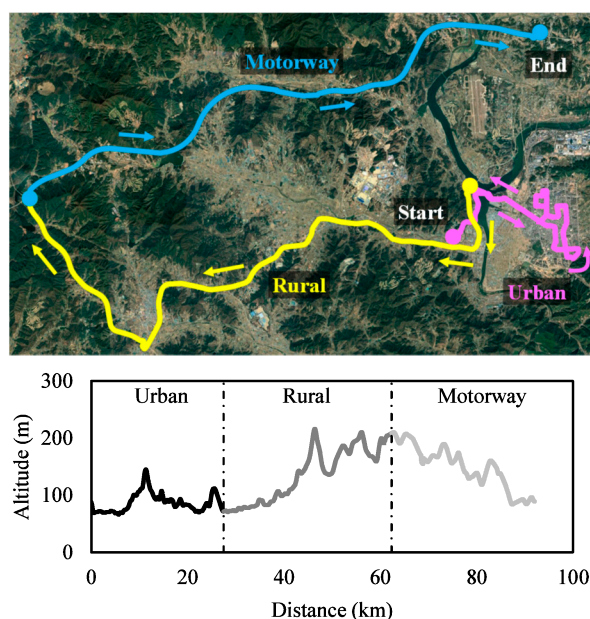 Motorway
End
Start
Rural
Urban
300
200
100
0
Altitude (m)
Urban
Rural
Motorway
0
20
40
60
80
100
Distance (km)